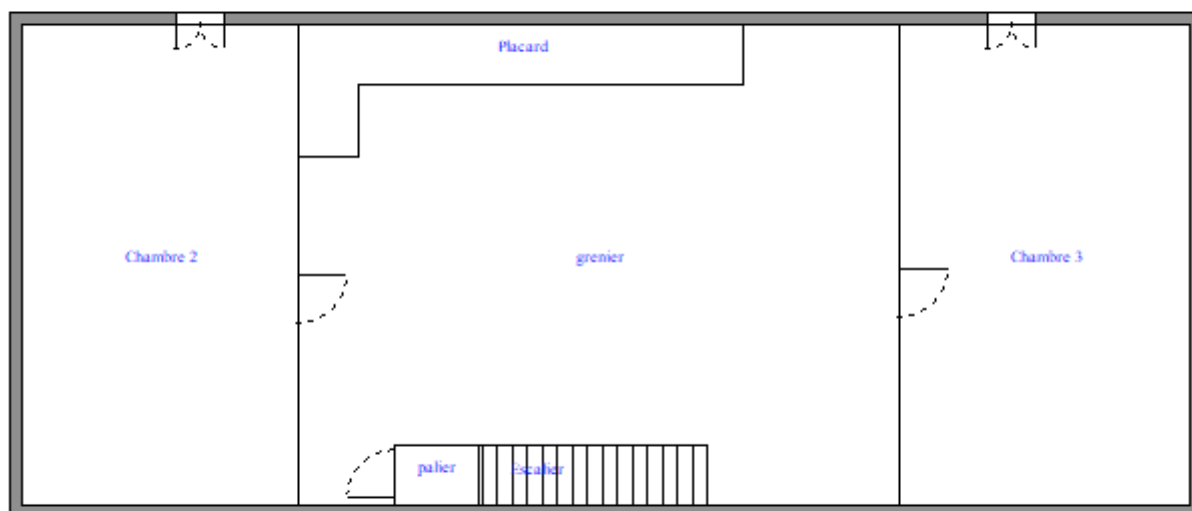 Placard
Chambre 2
grenier
Chambre 3
palier
Escalier